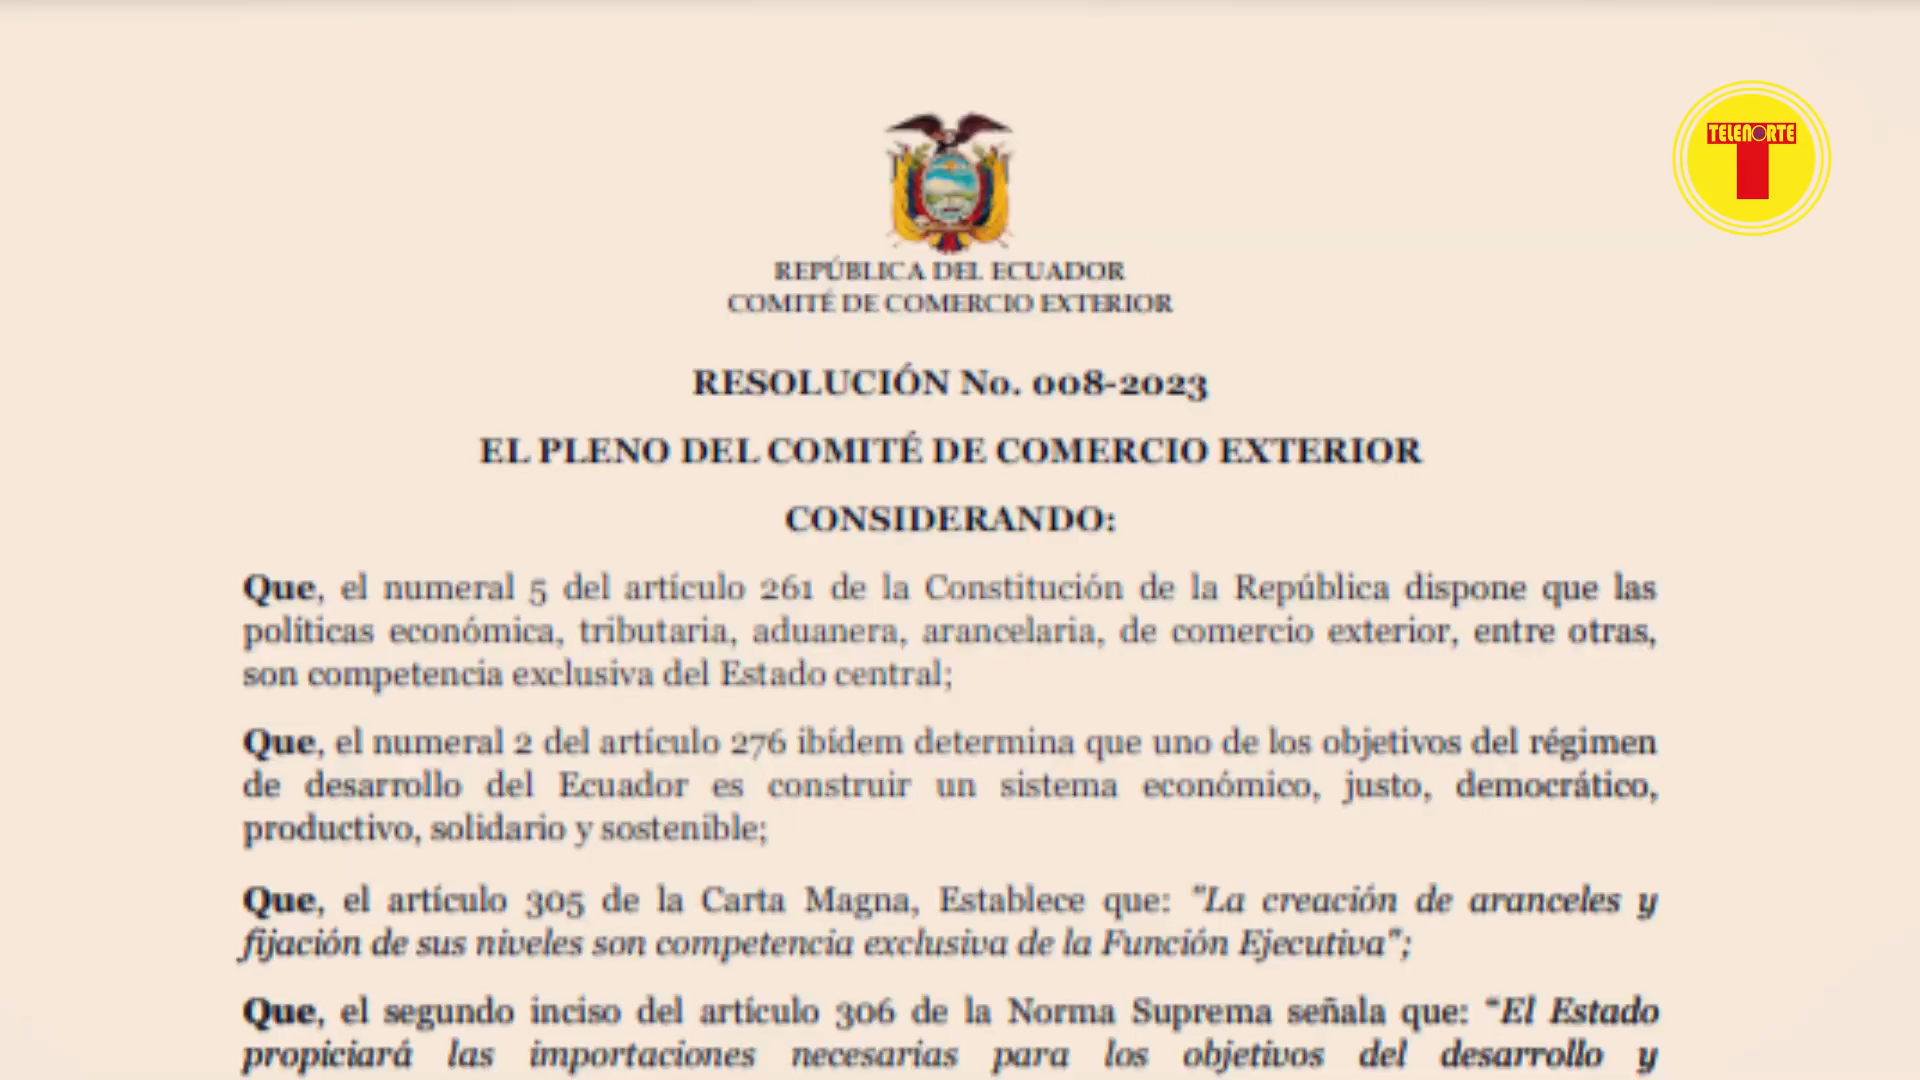 TELENORTE
REPÚBLICA DEL ECUADOR
COMITÉ DE COMERCIO EXTERIOR
RESOLUCIÓN No. 008-2023
EL PLENO DEL COMITÉ DE COMERCIO EXTERIOR
CONSIDERANDO:
Que, el numeral 5 del artículo 261 de la Constitución de la República dispone que las
políticas económica, tributaria, aduanera, arancelaria, de comercio exterior, entre otras,
son competencia exclusiva del Estado central;
Que, el numeral 2 del artículo 276 ibídem determina que uno de los objetivos del régimen
de desarrollo del Ecuador es construir un sistema económico, justo, democrático,
productivo, solidario y sostenible;
Que, el artículo 305 de la Carta Magna, Establece que: "La creación de aranceles y
fijación de sus niveles son competencia exclusiva de la Función Ejecutiva";
Que, el segundo inciso del artículo 306 de la Norma Suprema señala que: “El Estado
propiciará las importaciones necesarias para los objetivos del desarrollo y